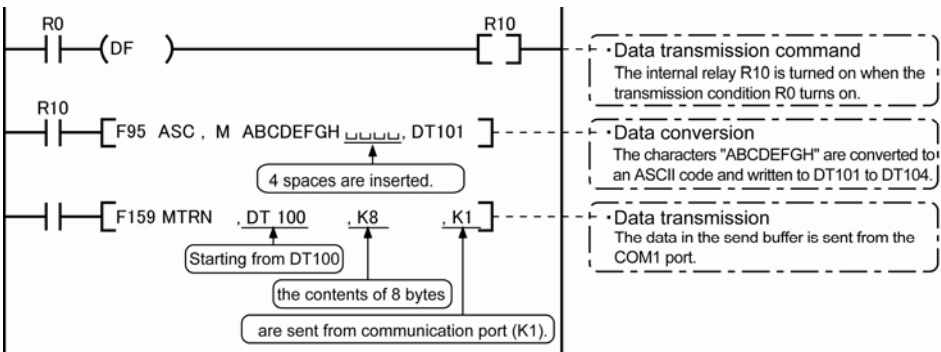 R0
R10
(DF )
· Data transmission command
The internal relay R10 is turned on when the
transmission condition R0 turns on.
R10
F95 ASC , M ABCDEFGH ␣␣␣␣, DT101
· Data conversion
The characters "ABCDEFGH" are converted to
an ASCII code and written to DT101 to DT104.
4 spaces are inserted.
F159 MTRN , DT 100 , K8 , K1
· Data transmission
The data in the send buffer is sent from the
COM1 port.
Starting from DT100
the contents of 8 bytes
are sent from communication port (K1).